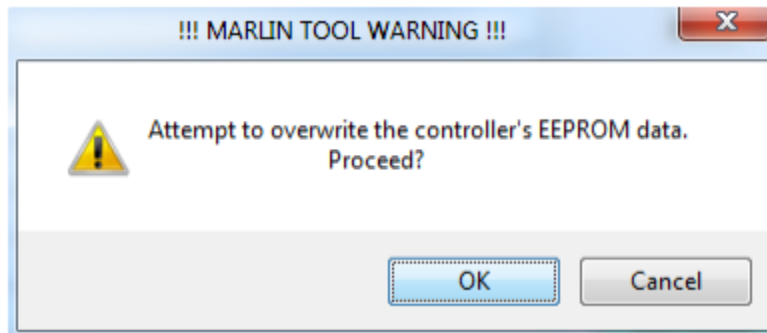 !!! MARLIN TOOL WARNING !!!
Attempt to overwrite the controller's EEPROM data.
Proceed?
OK
Cancel